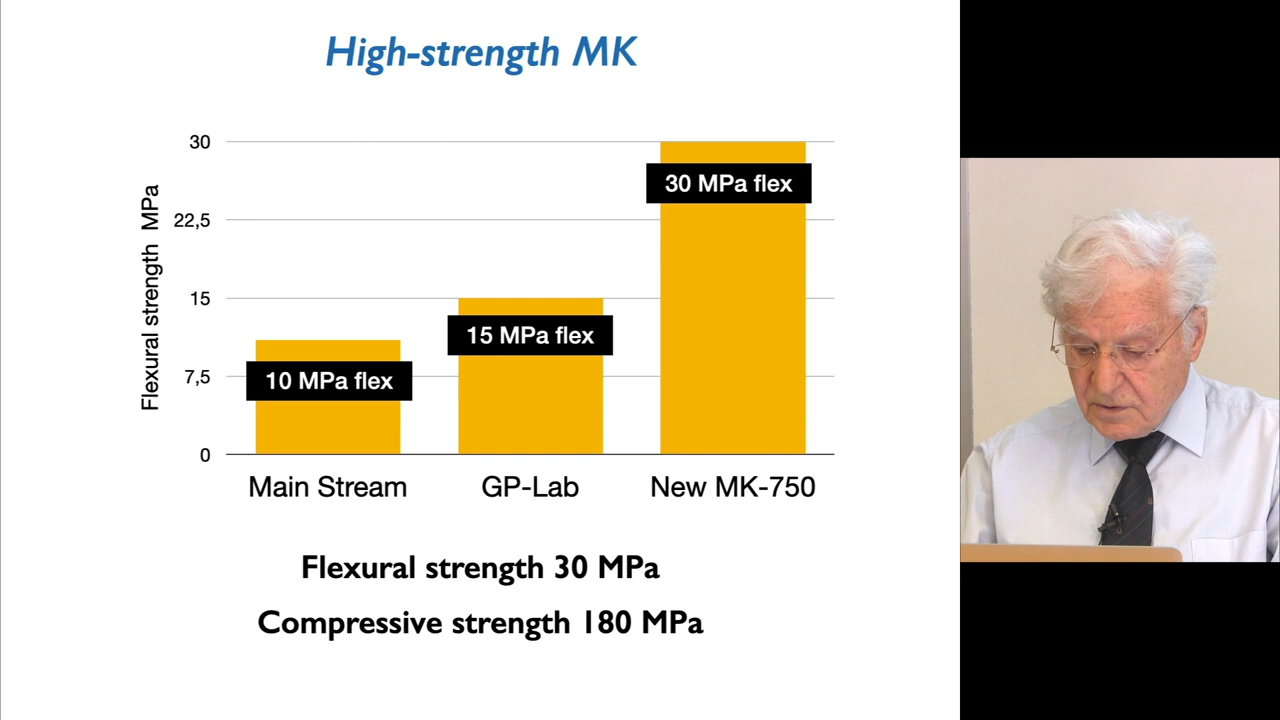 High-strength MK
30
22,5
15
7,5
0
Flexural strength MPa
10 MPa flex
15 MPa flex
30 MPa flex
Main Stream
GP-Lab
New MK-750
Flexural strength 30 MPa
Compressive strength 180 MPa